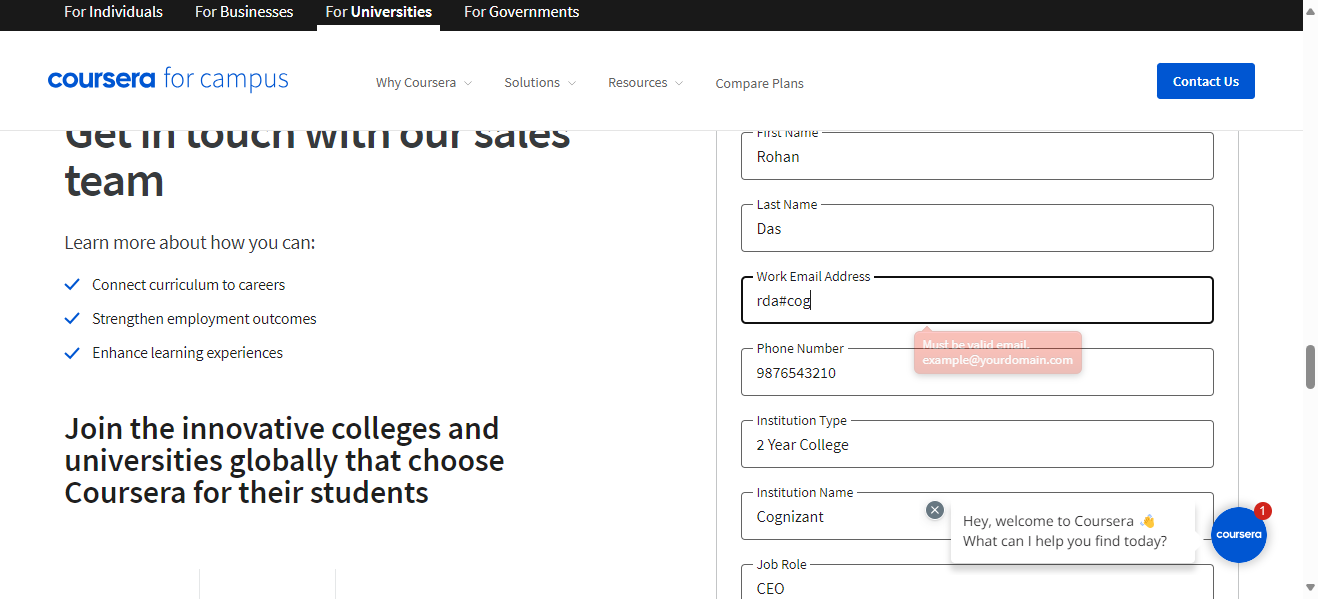 For Individuals
For Businesses
For Universities
For Governments
coursera for campus
Why Coursera
Solutions
Resources
Compare Plans
Contact Us
Get in touch with our sales
team
Learn more about how you can:
Connect curriculum to careers
Strengthen employment outcomes
Enhance learning experiences
Join the innovative colleges and
universities globally that choose
Coursera for their students
First Name
Rohan
Last Name
Das
Work Email Address
rda#cog
Must be valid email.
example@yourdomain.com
Phone Number
9876543210
Institution Type
2 Year College
Institution Name
Cognizant
Job Role
CEO
Hey, welcome to Coursera 👋
What can I help you find today?
1
coursera